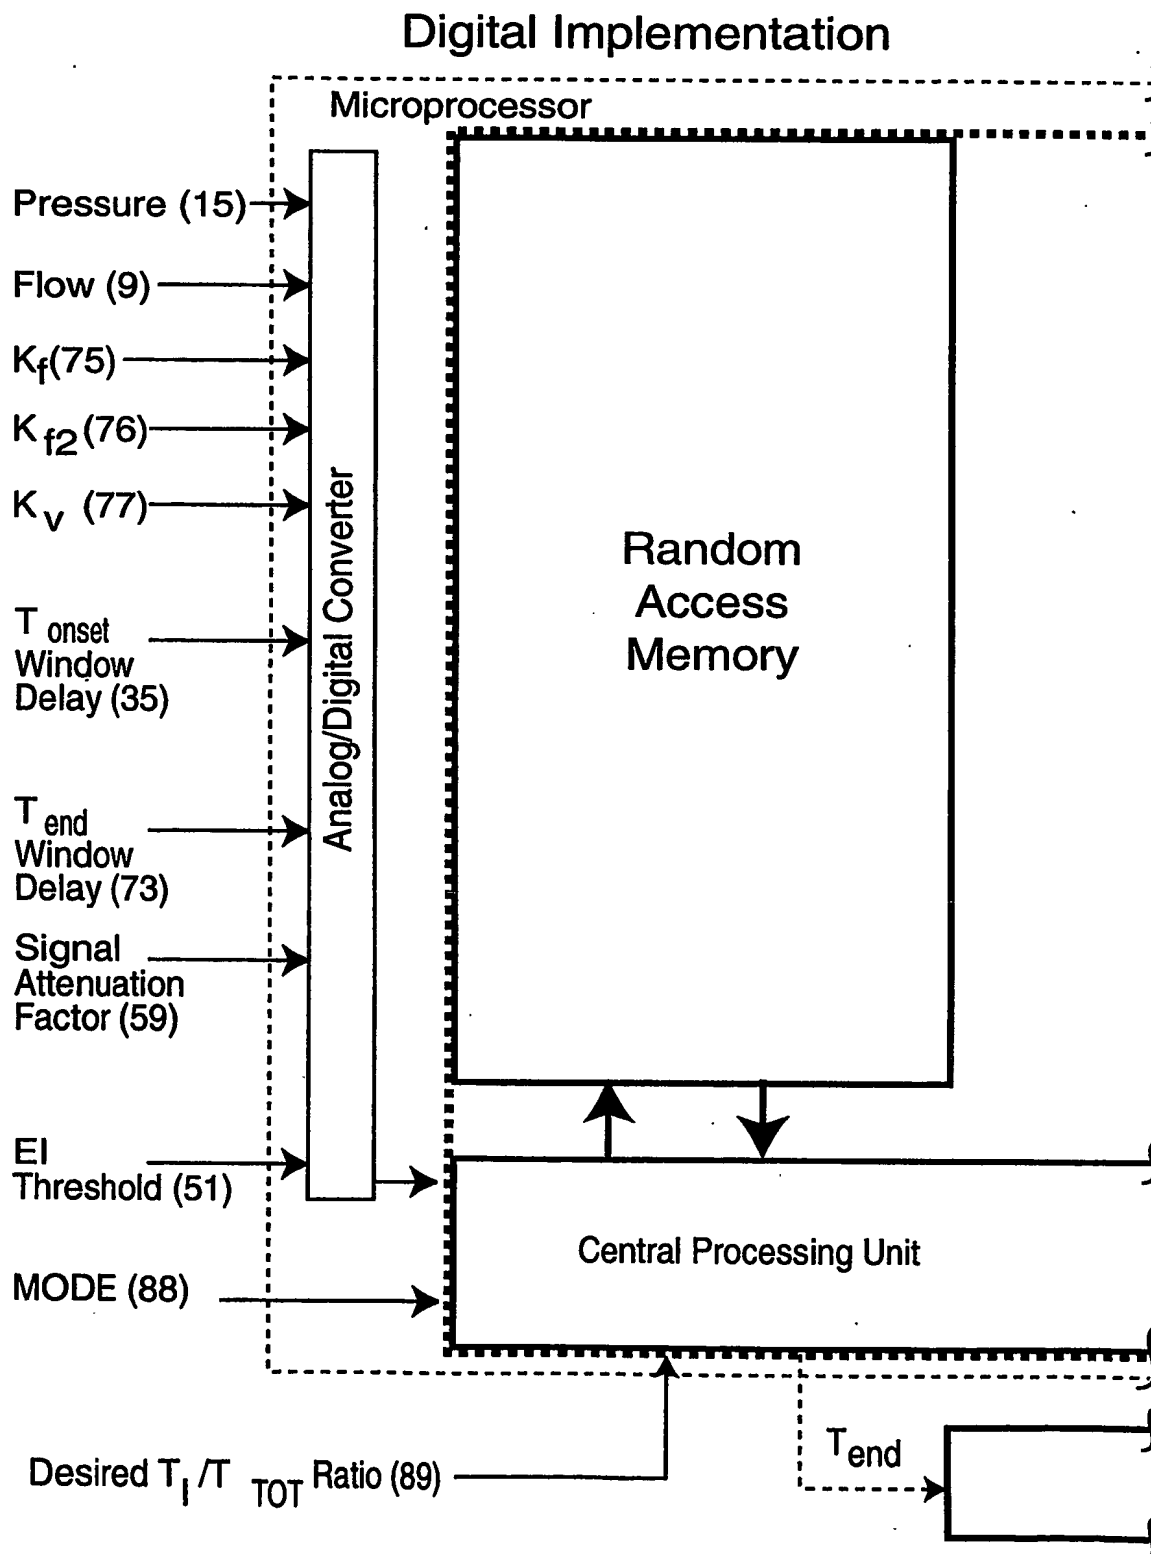 Digital Implementation
Microprocessor
Pressure (15)
Flow (9)
Kf(75)
Kf2 (76)
Kv (77)
T onset
Window
Delay (35)
T end
Window
Delay (73)
Signal
Attenuation
Factor (59)
EI
Threshold (51)
MODE (88)
Analog/Digital Converter
Random
Access
Memory
Central Processing Unit
Desired TI /T TOT Ratio (89)
Tend